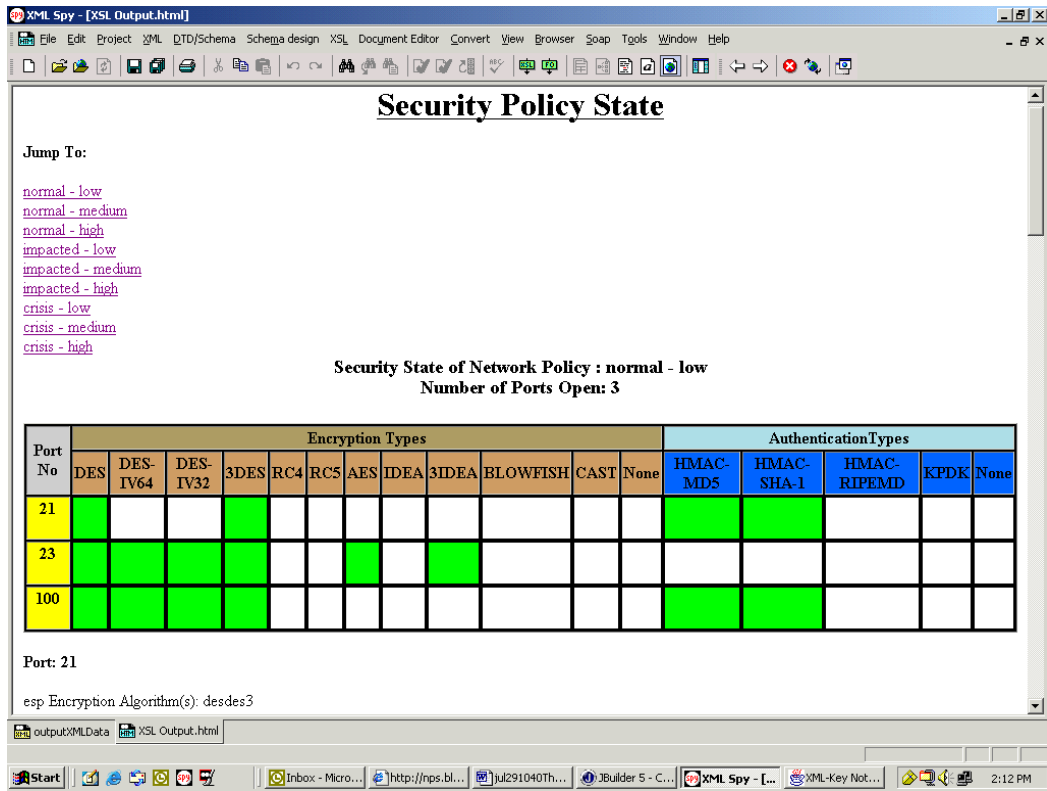 XML Spy - [XSL Output.html]
File Edit Project XML DTD/Schema Schema design XSL Document Editor Convert View Browser Soap Tools Window Help
Security Policy State
Jump To:
normal - low
normal - medium
normal - high
impacted - low
impacted - medium
impacted - high
crisis - low
crisis - medium
crisis - high
Security State of Network Policy : normal - low
Number of Ports Open: 3
Port No Encryption Types AuthenticationTypes
DES DES-IV64 DES-IV32 3DES RC4 RC5 AES IDEA 3IDEA BLOWFISH CAST None HMAC-MD5 HMAC-SHA-1 HMAC-RIPEMD KPDK None
21
23
100
Port: 21
esp Encryption Algorithm(s): desdes3
outputXMLData XSL Output.html
Start Inbox - Micro... http://nps.bl... jul291040Th... JBuilder 5 - C... XML Spy - [... XML-Key Not... 2:12 PM